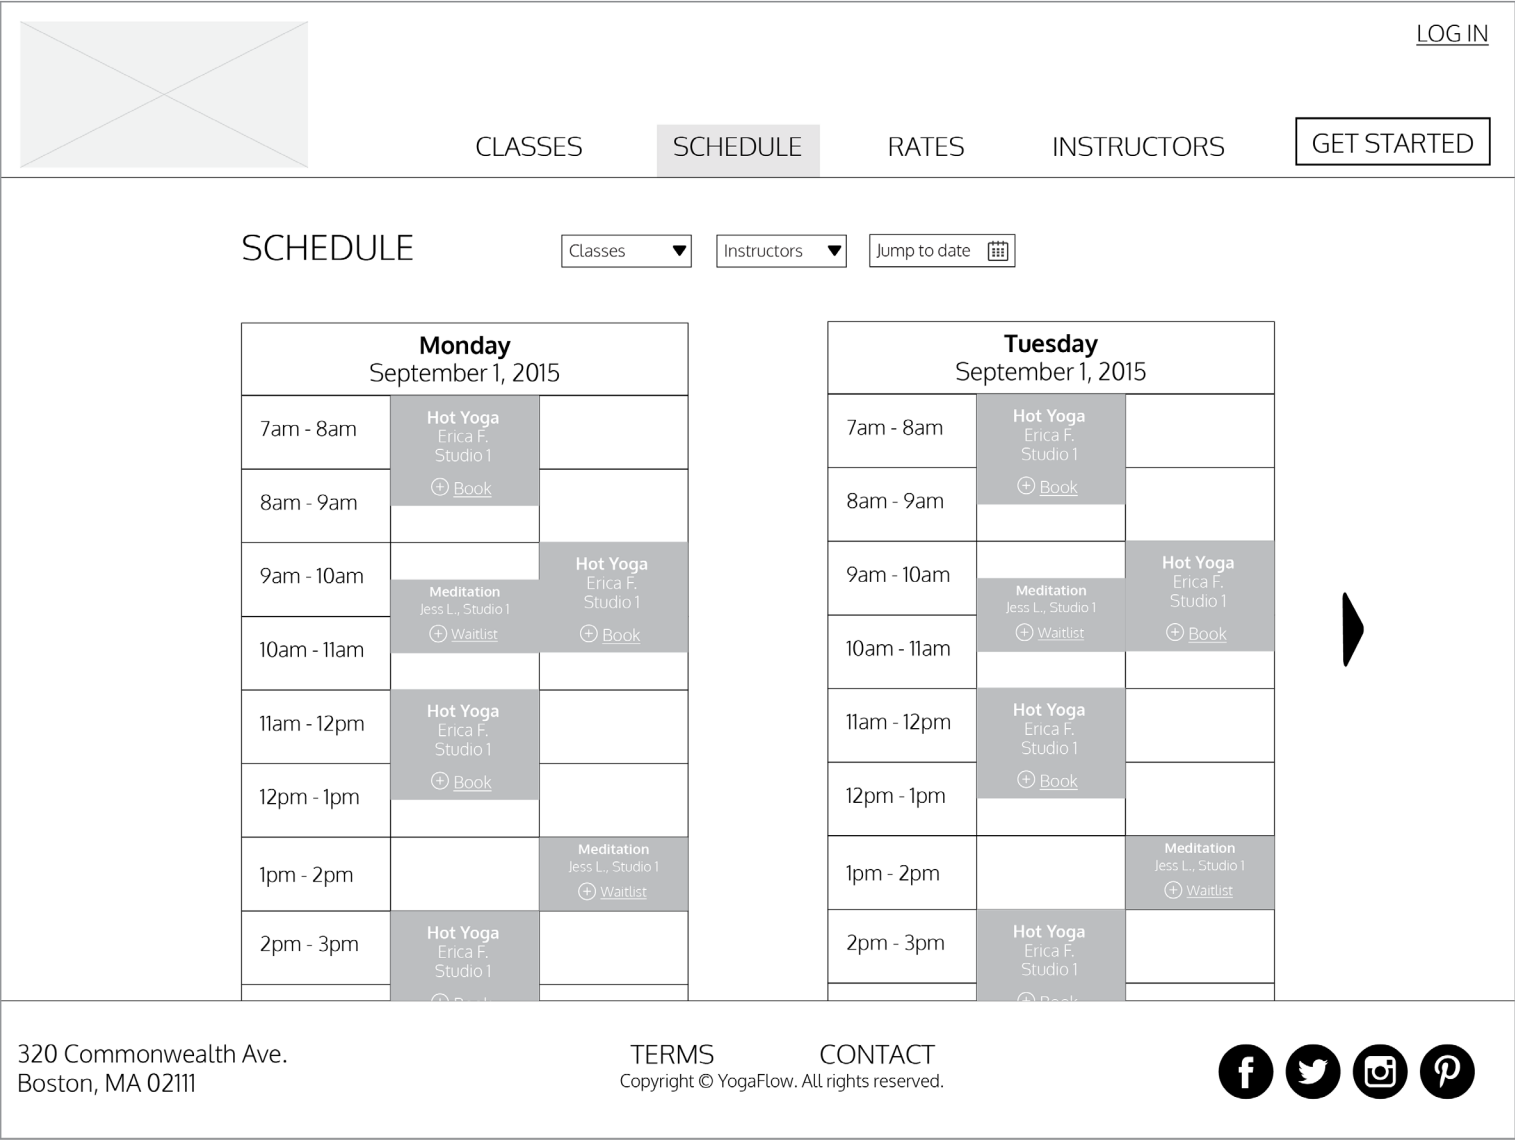 LOG IN
CLASSES
SCHEDULE
RATES
INSTRUCTORS
GET STARTED
SCHEDULE
Classes
Instructors
Jump to date
Monday
September 1, 2015
7am - 8am
Hot Yoga
Erica F.
Studio 1
Book
8am - 9am
9am - 10am
Meditation
Jess L., Studio 1
Waitlist
Hot Yoga
Erica F.
Studio 1
Book
10am - 11am
11am - 12pm
Hot Yoga
Erica F.
Studio 1
Book
12pm - 1pm
1pm - 2pm
Meditation
Jess L., Studio 1
Waitlist
2pm - 3pm
Hot Yoga
Erica F.
Studio 1
Book
Tuesday
September 1, 2015
7am - 8am
Hot Yoga
Erica F.
Studio 1
Book
8am - 9am
9am - 10am
Meditation
Jess L., Studio 1
Waitlist
Hot Yoga
Erica F.
Studio 1
Book
10am - 11am
11am - 12pm
Hot Yoga
Erica F.
Studio 1
Book
12pm - 1pm
1pm - 2pm
Meditation
Jess L., Studio 1
Waitlist
2pm - 3pm
Hot Yoga
Erica F.
Studio 1
Book
320 Commonwealth Ave.
Boston, MA 02111
TERMS
CONTACT
Copyright © YogaFlow. All rights reserved.